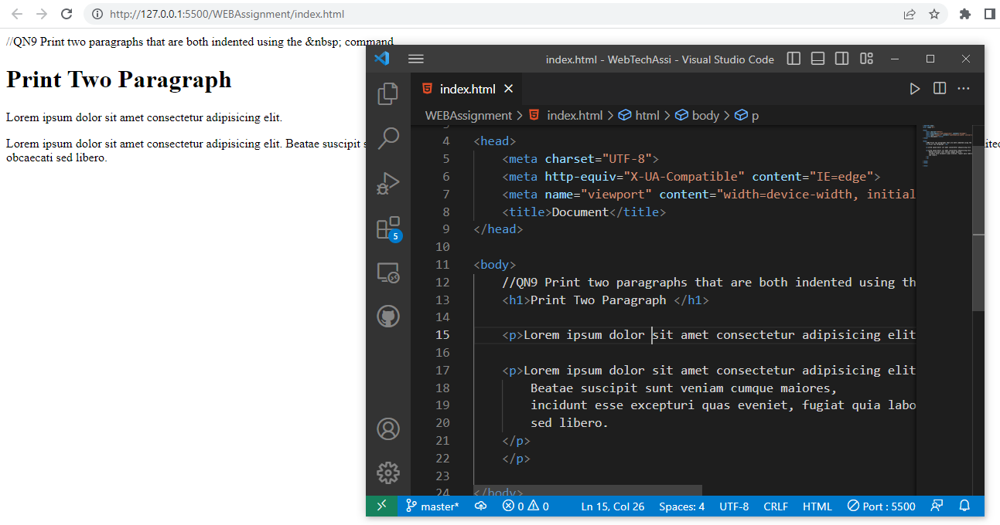 http://127.0.0.1:5500/WEBAssignment/index.html
//QN9 Print two paragraphs that are both indented using the &nbsp; command
Print Two Paragraph
Lorem ipsum dolor sit amet consectetur adipisicing elit.
Lorem ipsum dolor sit amet consectetur adipisicing elit. Beatae suscipit s
obcaecati sed libero.
index.html - WebTechAssi - Visual Studio Code
index.html
WEBAssignment > index.html > html > body > p
4 <head>
5 <meta charset="UTF-8">
6 <meta http-equiv="X-UA-Compatible" content="IE=edge">
7 <meta name="viewport" content="width=device-width, initial
8 <title>Document</title>
9 </head>
10
11 <body>
12 //QN9 Print two paragraphs that are both indented using th
13 <h1>Print Two Paragraph </h1>
14
15 <p>Lorem ipsum dolor sit amet consectetur adipisicing elit
16
17 <p>Lorem ipsum dolor sit amet consectetur adipisicing elit
18 Beatae suscipit sunt veniam cumque maiores,
19 incidunt esse excepturi quas eveniet, fugiat quia labo
20 sed libero.
21 </p>
22 </p>
23
24 </body>
5
master* 0 0 Ln 15, Col 26 Spaces: 4 UTF-8 CRLF HTML Port : 5500